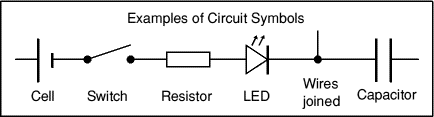 Examples of Circuit Symbols
Cell Switch Resistor LED Wires joined Capacitor